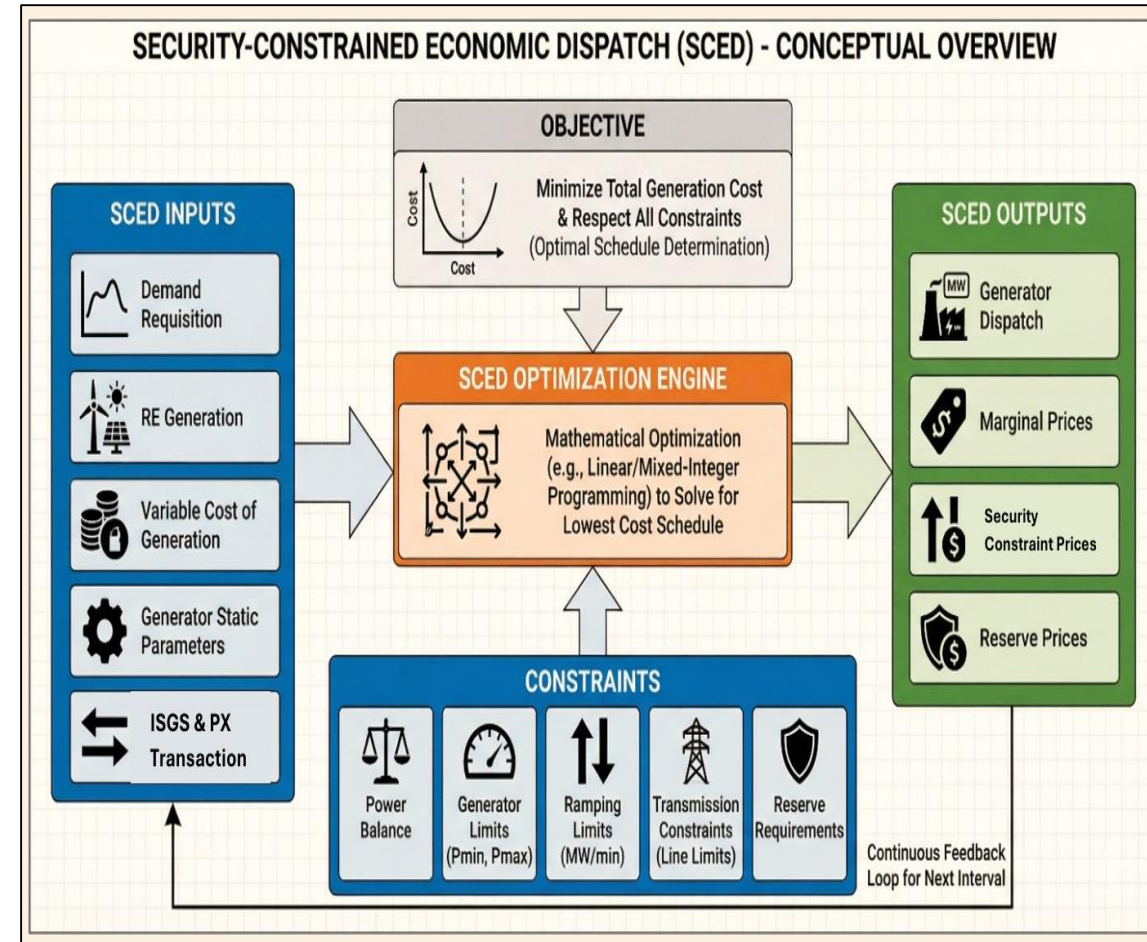 SECURITY-CONSTRAINED ECONOMIC DISPATCH (SCED) - CONCEPTUAL OVERVIEW
OBJECTIVE
Cost
Cost
Minimize Total Generation Cost
& Respect All Constraints
(Optimal Schedule Determination)
SCED INPUTS
Demand
Requisition
RE Generation
Variable Cost of
Generation
Generator Static
Parameters
ISGS & PX
Transaction
SCED OPTIMIZATION ENGINE
Mathematical Optimization
(e.g., Linear/Mixed-Integer
Programming) to Solve for
Lowest Cost Schedule
CONSTRAINTS
Power
Balance
Generator
Limits
(Pmin, Pmax)
Ramping
Limits
(MW/min)
Transmission
Constraints
(Line Limits)
Reserve
Requirements
SCED OUTPUTS
MW
Generator
Dispatch
$
Marginal Prices
$
Security
Constraint Prices
$
Reserve Prices
Continuous Feedback
Loop for Next Interval